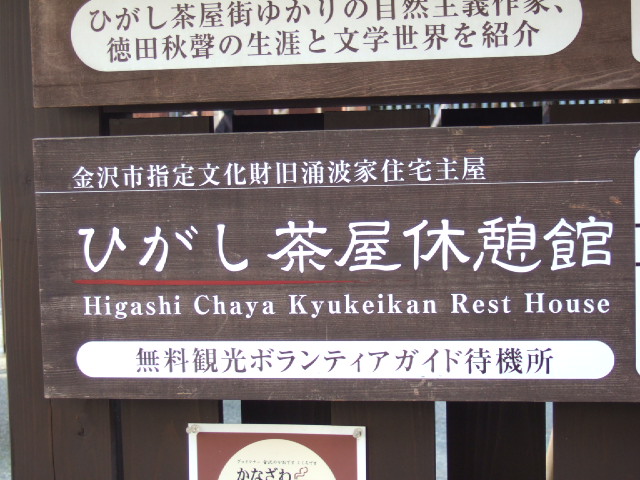 ひがし茶屋街ゆかりの自然主義作家、
徳田秋聲の生涯と文学世界を紹介
金沢市指定文化財旧涌波家住宅主屋
ひがし茶屋休憩館
Higashi Chaya Kyukeikan Rest House
無料観光ボランティアガイド待機所
かなざわ